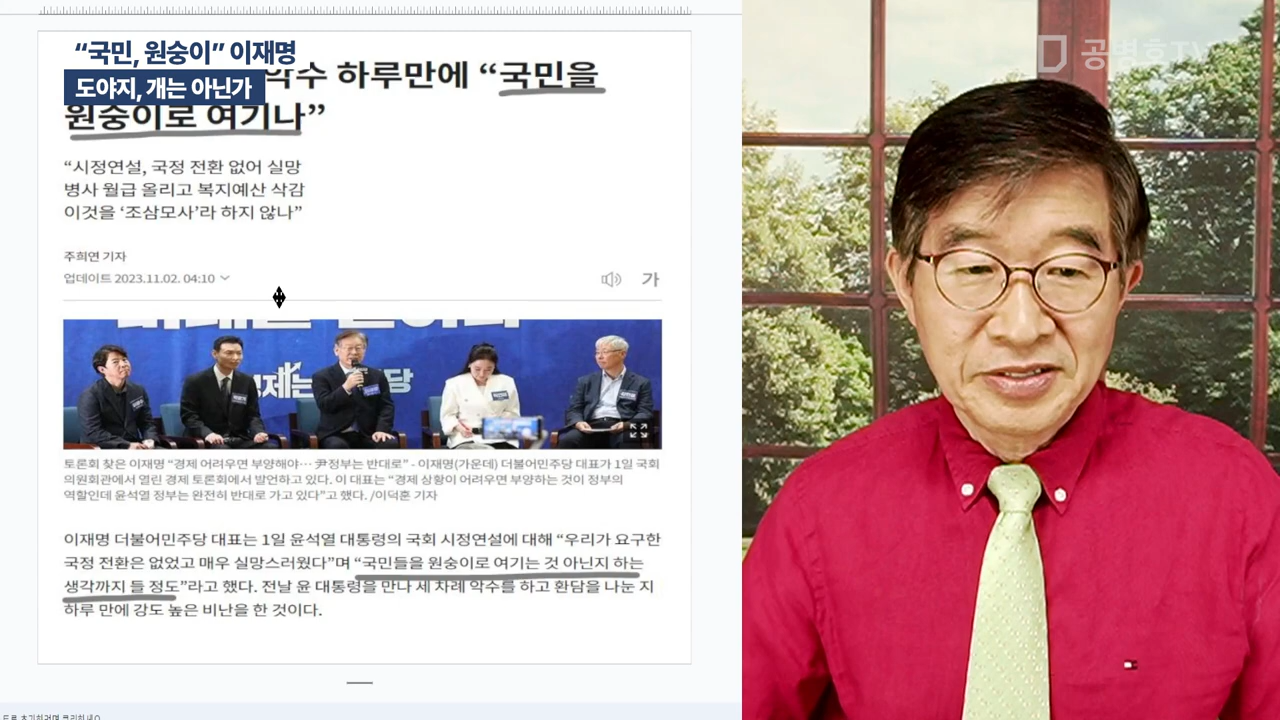 “국민, 원숭이” 이재명
도야지, 개는 아닌가
악수 하루만에 “국민을
원숭이로 여기나”
“시정연설, 국정 전환 없어 실망
병사 월급 올리고 복지예산 삭감
이것을 ‘조삼모사’라 하지 않나”
주희연 기자
업데이트 2023.11.02. 04:10
가
토론회 찾은 이재명 “경제 어려우면 부양해야… 尹정부는 반대로” - 이재명(가운데) 더불어민주당 대표가 1일 국회
의원회관에서 열린 경제 토론회에서 발언하고 있다. 이 대표는 “경제 상황이 어려우면 부양하는 것이 정부의
역할인데 윤석열 정부는 완전히 반대로 가고 있다”고 했다. /이덕훈 기자
이재명 더불어민주당 대표는 1일 윤석열 대통령의 국회 시정연설에 대해 “우리가 요구한
국정 전환은 없었고 매우 실망스러웠다”며 “국민들을 원숭이로 여기는 것 아닌지 하는
생각까지 들 정도”라고 했다. 전날 윤 대통령을 만나 세 차례 악수를 하고 환담을 나눈 지
하루 만에 강도 높은 비난을 한 것이다.
공병호TV